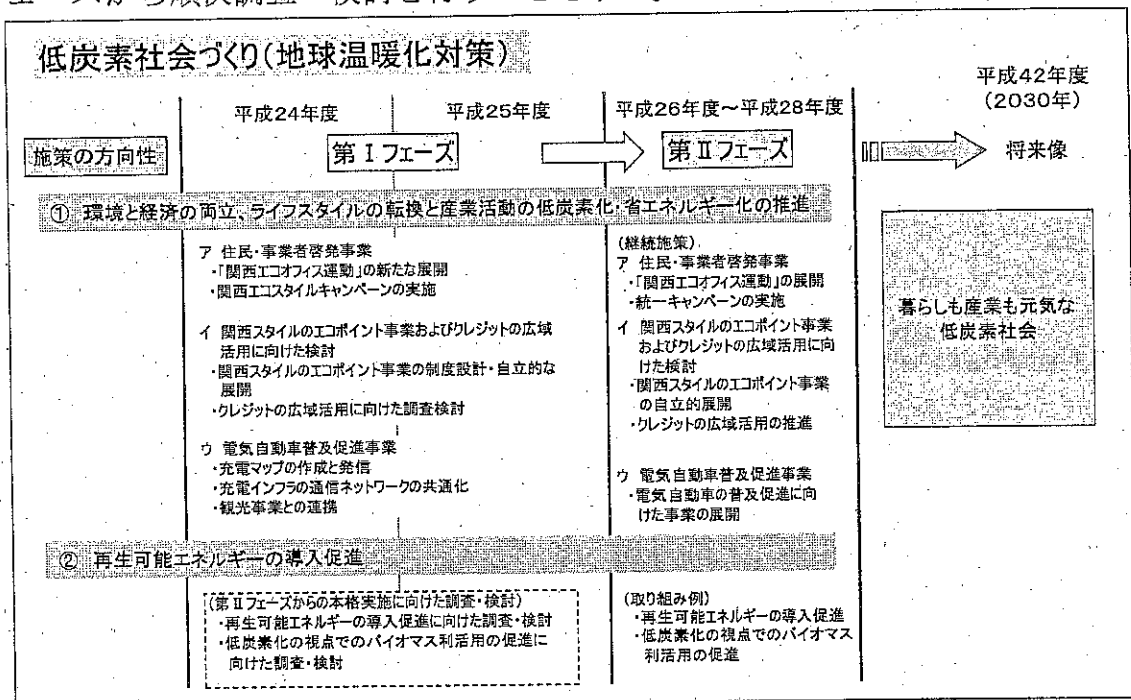 低炭素社会づくり(地球温暖化対策)
平成42年度
(2030年)
平成24年度
平成25年度
平成26年度～平成28年度
施策の方向性
第Ⅰフェーズ
第Ⅱフェーズ
将来像
① 環境と経済の両立、ライフスタイルの転換と産業活動の低炭素化・省エネルギー化の推進
ア 住民・事業者啓発事業
・「関西エコオフィス運動」の新たな展開
・関西エコスタイルキャンペーンの実施
イ 関西スタイルのエコポイント事業およびクレジットの広域
活用に向けた検討
・関西スタイルのエコポイント事業の制度設計・自立的な
展開
・クレジットの広域活用に向けた調査検討
ウ 電気自動車普及促進事業
・充電マップの作成と発信
・充電インフラの通信ネットワークの共通化
・観光事業との連携
(継続施策)
ア 住民・事業者啓発事業
・「関西エコオフィス運動」の展開
・統一キャンペーンの実施
イ 関西スタイルのエコポイント事業
およびクレジットの広域活用に向
けた検討
・関西スタイルのエコポイント事業
の自立的展開
・クレジットの広域活用の推進
ウ 電気自動車普及促進事業
・電気自動車の普及促進に向
けた事業の展開
暮らしも産業も元気な
低炭素社会
② 再生可能エネルギーの導入促進
(第Ⅱフェーズからの本格実施に向けた調査・検討)
・再生可能エネルギーの導入促進に向けた調査・検討
・低炭素化の視点でのバイオマス利活用の促進に
向けた調査・検討
(取り組み例)
・再生可能エネルギーの導入促進
・低炭素化の視点でのバイオマス
利活用の促進